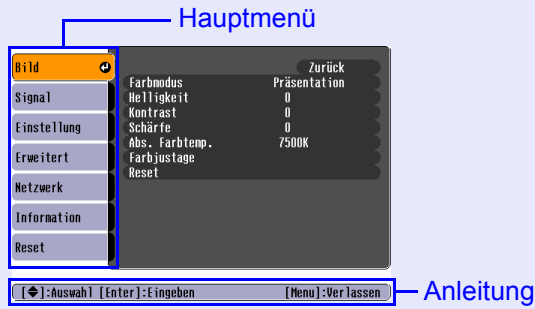 Hauptmenü
Bild
Signal
Einstellung
Erweitert
Netzwerk
Information
Reset
Zurück
Farbmodus Präsentation
Helligkeit 0
Kontrast 0
Schärfe 0
Abs. Farbtemp. 7500K
Farbjustage
Reset
[◆]:Auswahl [Enter]:Eingeben [Menu]:Verlassen
Anleitung